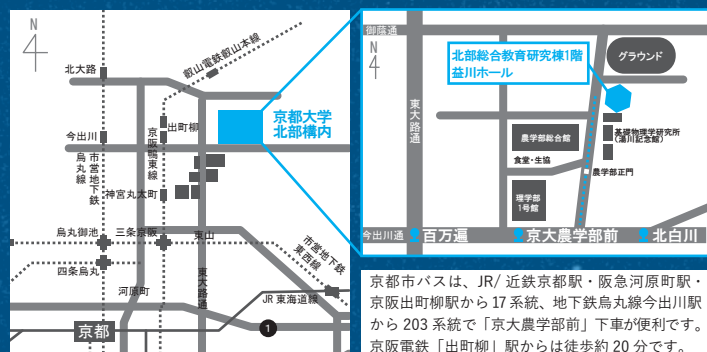 N
北大路
叡山電鉄叡山本線
今出川
出町柳
京都大学
北部構内
市営地下鉄
烏丸線
京阪鴨東線
神宮丸太町
烏丸御池
三条京阪
東山
四条烏丸
市営地下鉄
東西線
河原町
東大路通
JR東海道線
京都
1
御蔭通
N
北部総合教育研究棟1階
益川ホール
グラウンド
東大路通
農学部総合館
基礎物理学研究所
(湯川記念館)
食堂・生協
農学部正門
理学部
1号館
今出川通
百万遍
京大農学部前
北白川
京都市バスは、JR/ 近鉄京都駅・阪急河原町駅・
京阪出町柳駅から 17 系統、地下鉄烏丸線今出川駅
から 203 系統で「京大農学部前」下車が便利です。
京阪電鉄「出町柳」駅からは徒歩約 20 分です。